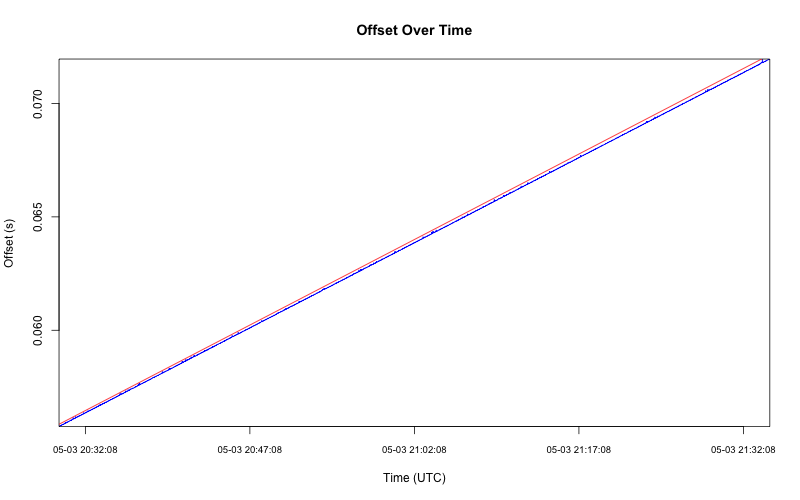 Offset Over Time
Offset (s)
0.070
0.065
0.060
05-03 20:32:08
05-03 20:47:08
05-03 21:02:08
05-03 21:17:08
05-03 21:32:08
Time (UTC)